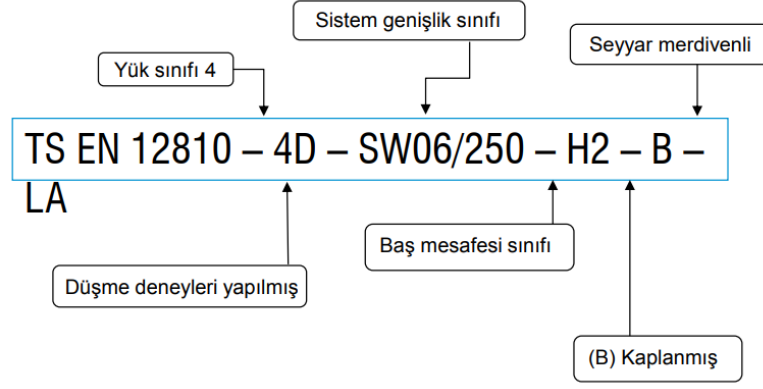 Sistem genişlik sınıfı
Seyyar merdivenli
Yük sınıfı 4
TS EN 12810 – 4D – SW06/250 – H2 – B –
LA
Baş mesafesi sınıfı
Düşme deneyleri yapılmış
(B) Kaplanmış